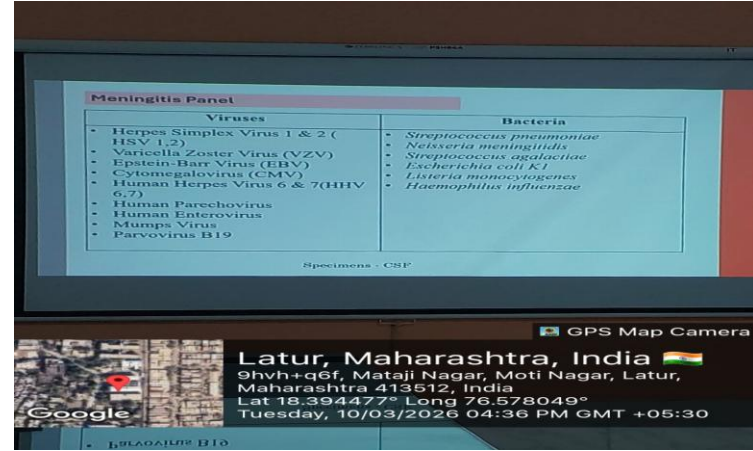 Meningitis Panel
Viruses
• Herpes Simplex Virus 1 & 2 (
HSV 1,2)
• Varicella Zoster Virus (VZV)
• Epstein-Barr Virus (EBV)
• Cytomegalovirus (CMV)
• Human Herpes Virus 6 & 7(HHV
6,7)
• Human Parechovirus
• Human Enterovirus
• Mumps Virus
• Parvovirus B19
Bacteria
• Streptococcus pneumoniae
• Neisseria meningitidis
• Streptococcus agalactiae
• Escherichia coli K1
• Listeria monocytogenes
• Haemophilus influenzae
Specimens - CSF
GPS Map Camera
Latur, Maharashtra, India
9hvh+q6f, Mataji Nagar, Moti Nagar, Latur,
Maharashtra 413512, India
Lat 18.394477° Long 76.578049°
Tuesday, 10/03/2026 04:36 PM GMT +05:30
Google
• Parvovirus B19